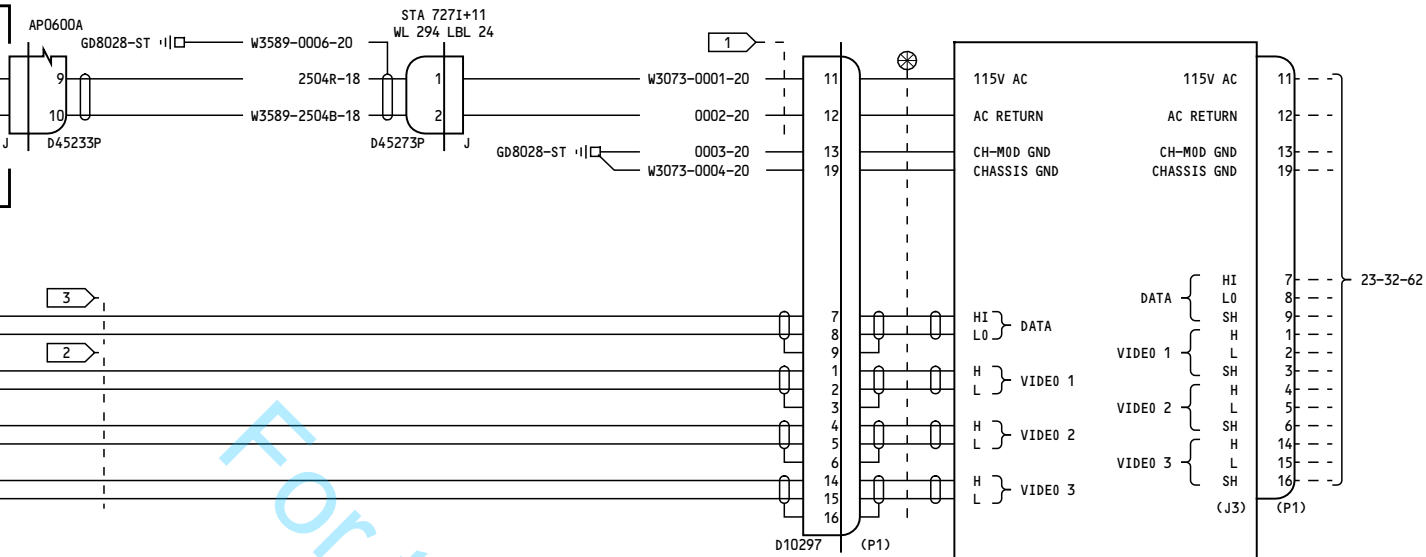 STA 727I+11
AP0600A
WL 294 LBL 24
GD8028-ST W3589-0006-20
1
9 2504R-18 1 W3073-0001-20 11 115V AC 115V AC 11
10 W3589-2504B-18 2 0002-20 12 AC RETURN AC RETURN 12
J D45233P D45273P J
GD8028-ST 0003-20 13 CH-MOD GND CH-MOD GND 13
W3073-0004-20 19 CHASSIS GND CHASSIS GND 19
HI 7 23-32-62
3 DATA LO 8
7 HI SH 9
8 LO DATA H 1
2 9 VIDEO 1 L 2
1 H SH 3
2 L VIDEO 1 H 4
3 VIDEO 2 L 5
4 H SH 6
5 L VIDEO 2 H 14
6 VIDEO 3 L 15
14 H SH 16
15 L VIDEO 3
16 (J3) (P1)
D10297 (P1)
For